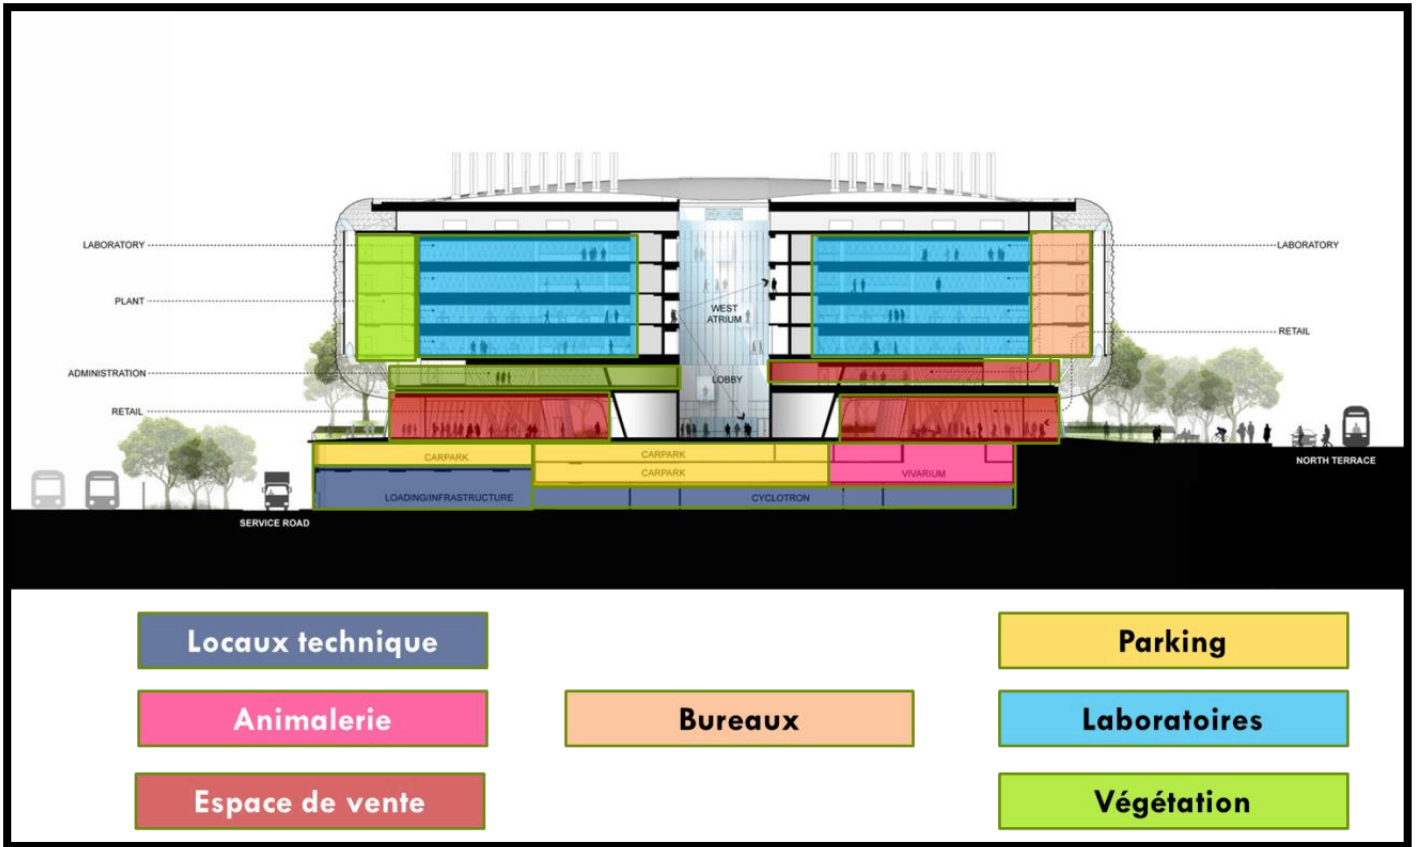 LABORATORY
LABORATORY
PLANT
WEST
ATRIUM
RETAIL
ADMINISTRATION
LOBBY
RETAIL
CARPARK
CARPARK
CARPARK
VIVARIUM
NORTH TERRACE
LOADING/INFRASTRUCTURE
CYCLOTRON
SERVICE ROAD
Locaux technique
Parking
Animalerie
Bureaux
Laboratoires
Espace de vente
Végétation